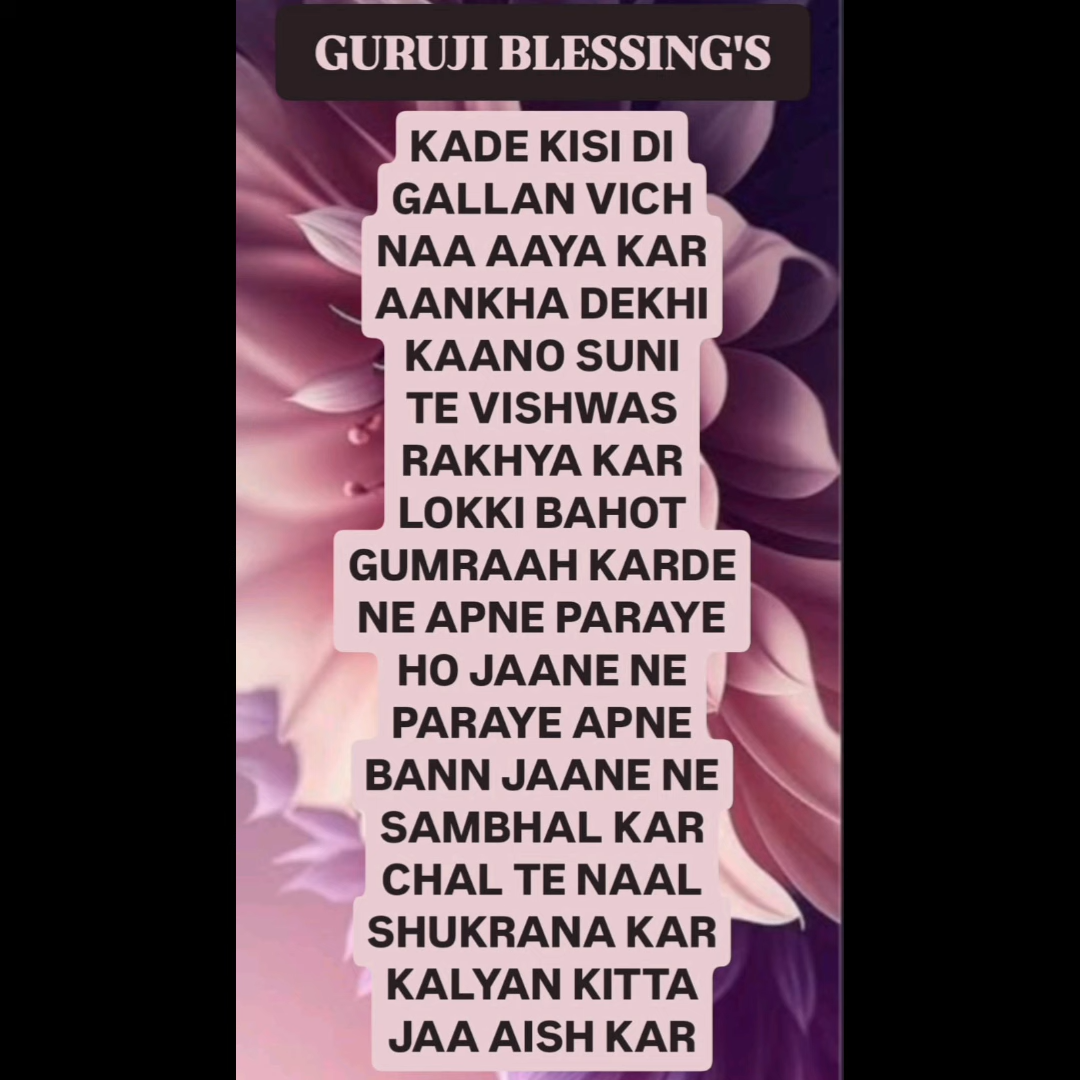 GURUJI BLESSING'S
KADE KISI DI
GALLAN VICH
NAA AAYA KAR
AANKHA DEKHI
KAANO SUNI
TE VISHWAS
RAKHYA KAR
LOKKI BAHOT
GUMRAAH KARDE
NE APNE PARAYE
HO JAANE NE
PARAYE APNE
BANN JAANE NE
SAMBHAL KAR
CHAL TE NAAL
SHUKRANA KAR
KALYAN KITTA
JAA AISH KAR